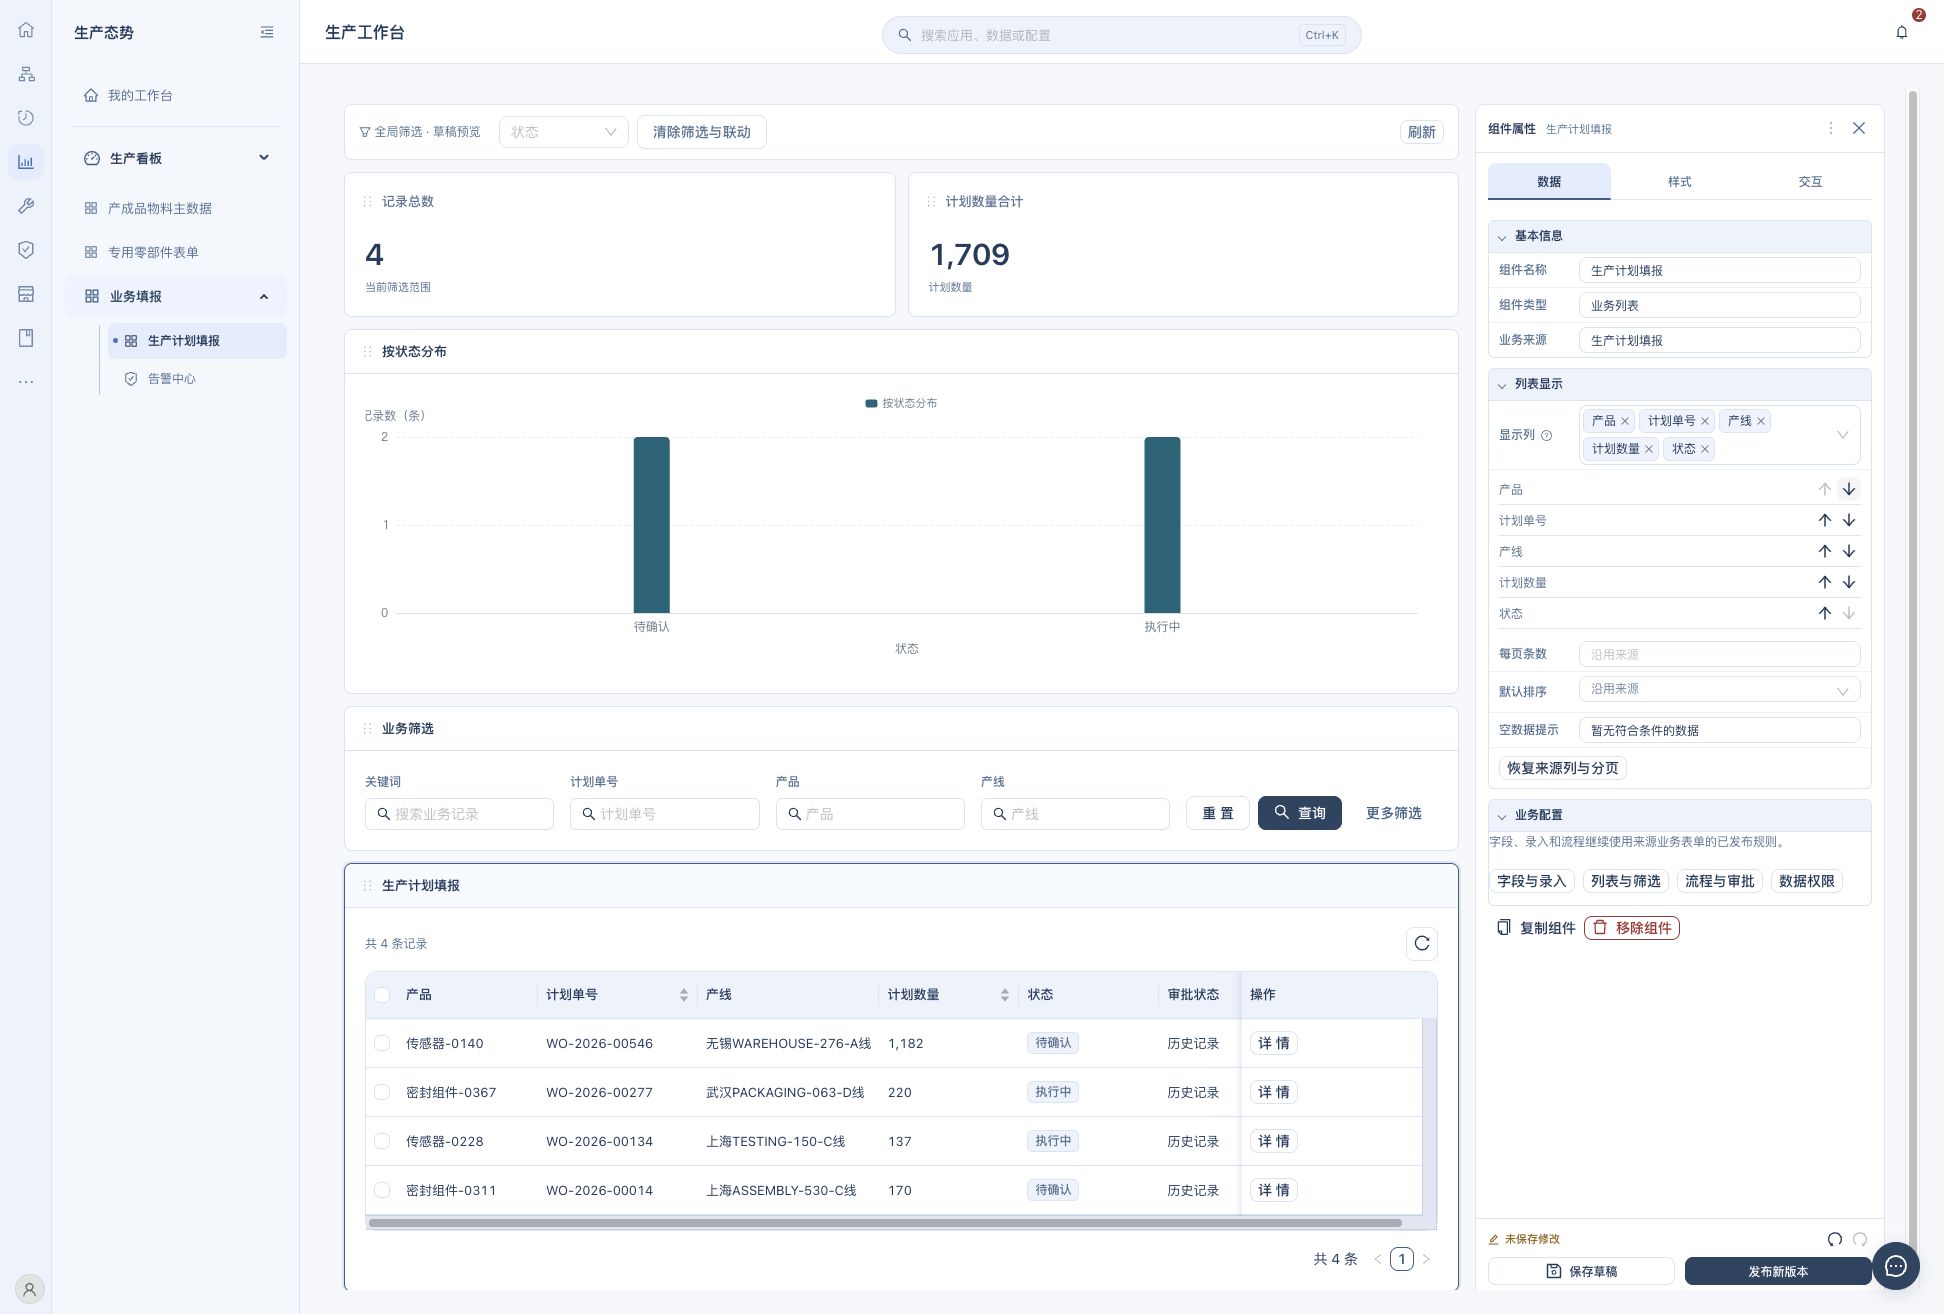 生产态势
生产工作台
搜索应用、数据或配置
Ctrl+K
2
我的工作台
生产看板
产成品物料主数据
专用零部件表单
业务填报
生产计划填报
告警中心
全局筛选 · 草稿预览
状态
清除筛选与联动
刷新
记录总数
4
当前筛选范围
计划数量合计
1,709
计划数量
按状态分布
按状态分布
记录数（条）
2
1
0
待确认
执行中
状态
业务筛选
关键词
计划单号
产品
产线
搜索业务记录
计划单号
产品
产线
重 置
查询
更多筛选
生产计划填报
共 4 条记录
产品 计划单号 产线 计划数量 状态 审批状态 操作
传感器-0140 WO-2026-00546 无锡WAREHOUSE-276-A线 1,182 待确认 历史记录 详 情
密封组件-0367 WO-2026-00277 武汉PACKAGING-063-D线 220 执行中 历史记录 详 情
传感器-0228 WO-2026-00134 上海TESTING-150-C线 137 执行中 历史记录 详 情
密封组件-0311 WO-2026-00014 上海ASSEMBLY-530-C线 170 待确认 历史记录 详 情
共 4 条
1
组件属性 生产计划填报
数据
样式
交互
基本信息
组件名称 生产计划填报
组件类型 业务列表
业务来源 生产计划填报
列表显示
显示列
产品 计划单号 产线
计划数量 状态
产品
计划单号
产线
计划数量
状态
每页条数 沿用来源
默认排序 沿用来源
空数据提示 暂无符合条件的数据
恢复来源列与分页
业务配置
字段、录入和流程继续使用来源业务表单的已发布规则。
字段与录入
列表与筛选
流程与审批
数据权限
复制组件
移除组件
未保存修改
保存草稿
发布新版本